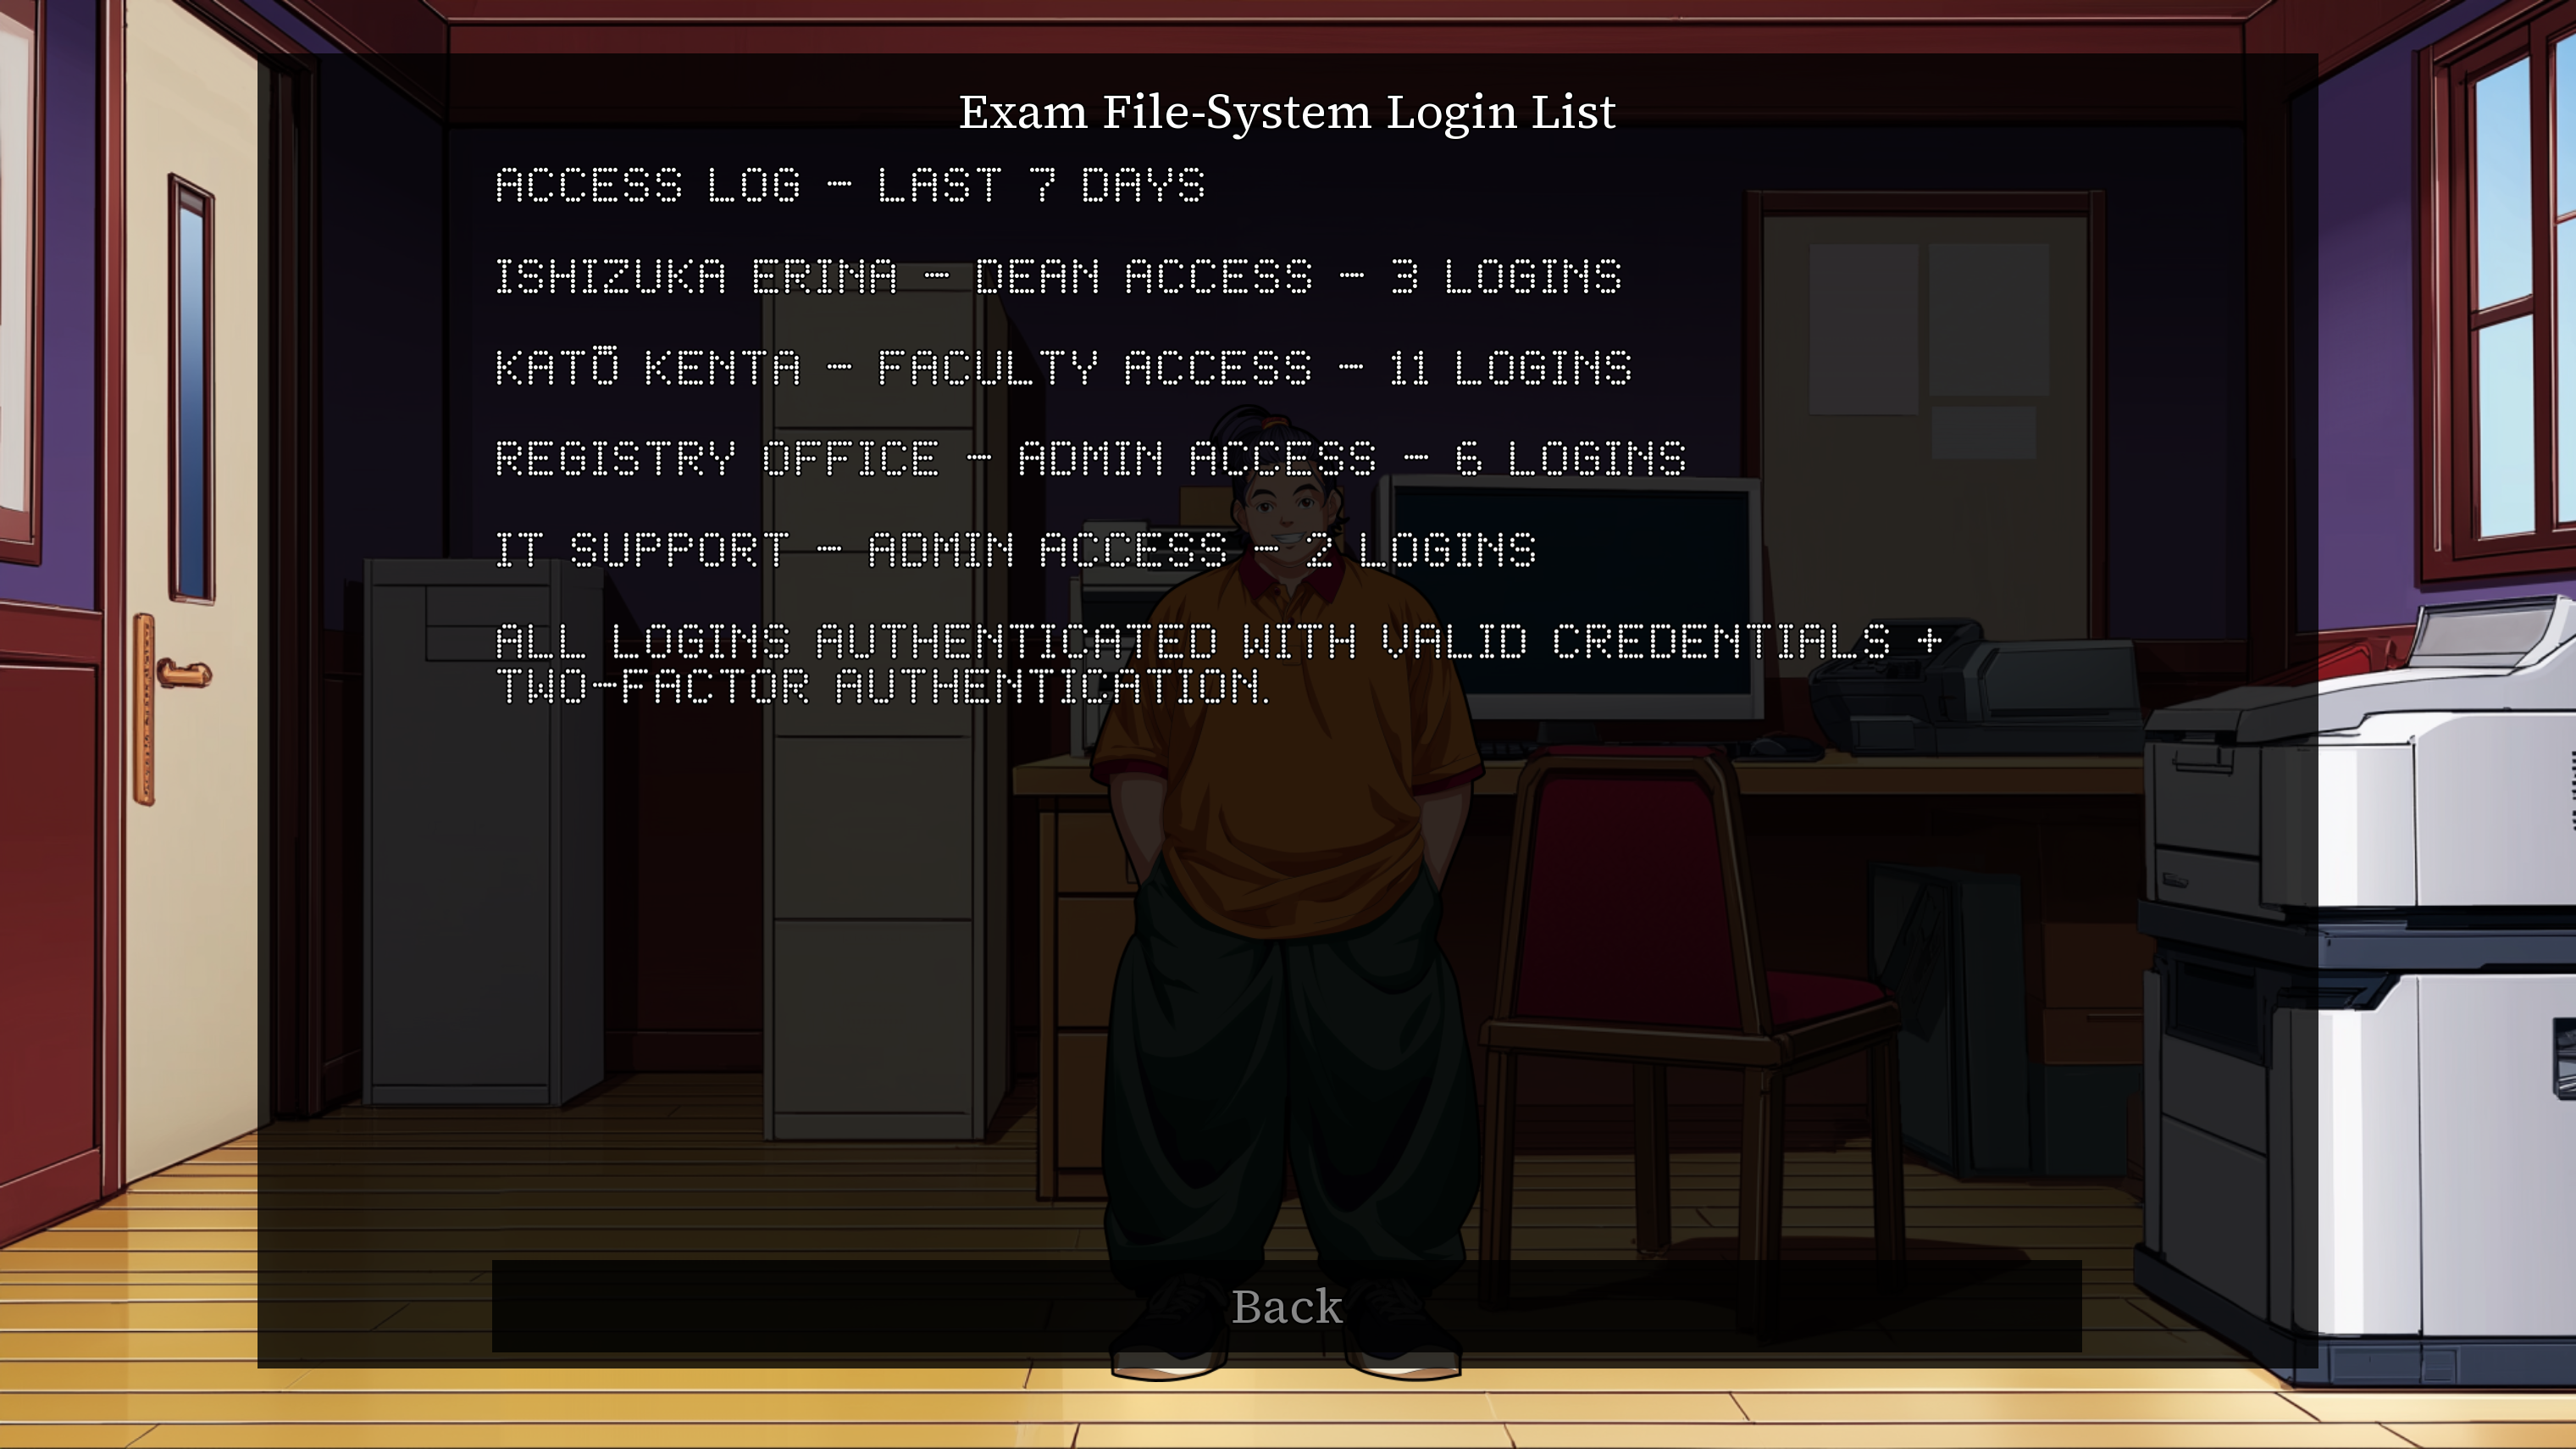 Exam File-System Login List
ACCESS LOG - LAST 7 DAYS
ISHIZUKA ERINA - DEAN ACCESS - 3 LOGINS
KATŌ KENTA - FACULTY ACCESS - 11 LOGINS
REGISTRY OFFICE - ADMIN ACCESS - 6 LOGINS
IT SUPPORT - ADMIN ACCESS - 2 LOGINS
ALL LOGINS AUTHENTICATED WITH VALID CREDENTIALS +
TWO-FACTOR AUTHENTICATION.
Back